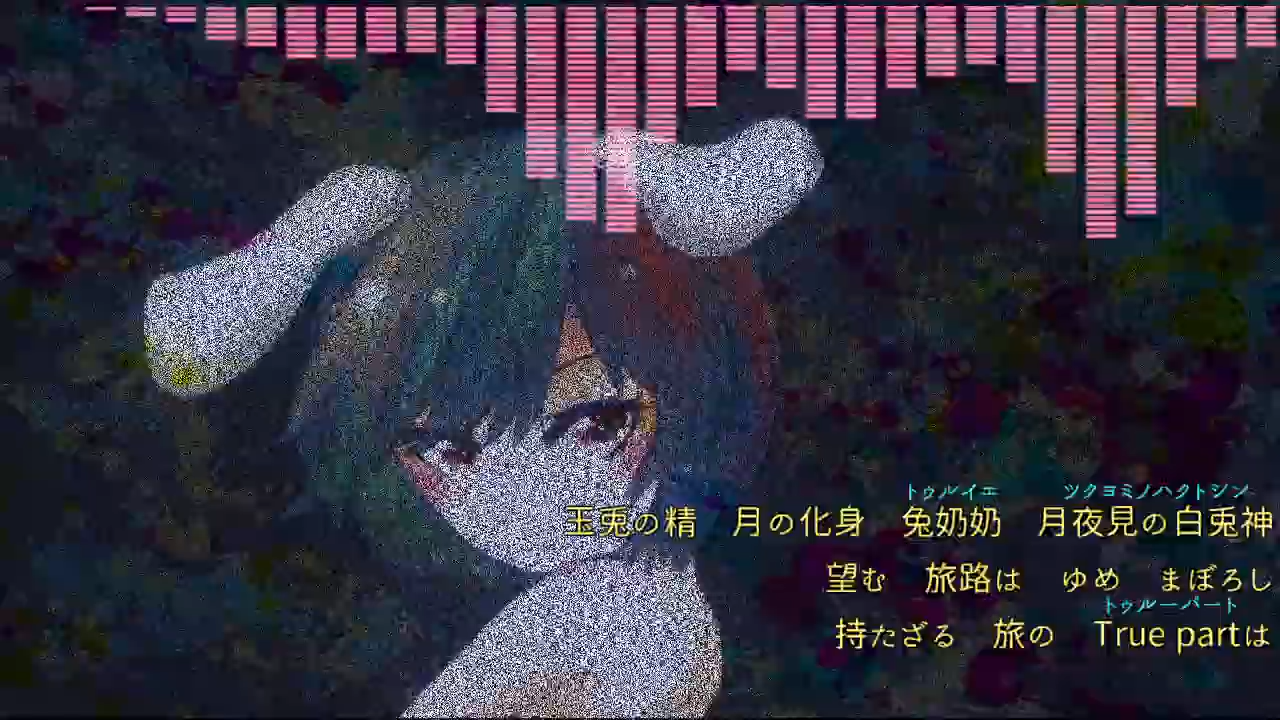 トゥルイエ　ツクヨミノハクトシン
玉兎の精　月の化身　兔奶奶　月夜見の白兎神
望む　旅路は　ゆめ　まぼろし
トゥルーパート
持たざる　旅の　True partは